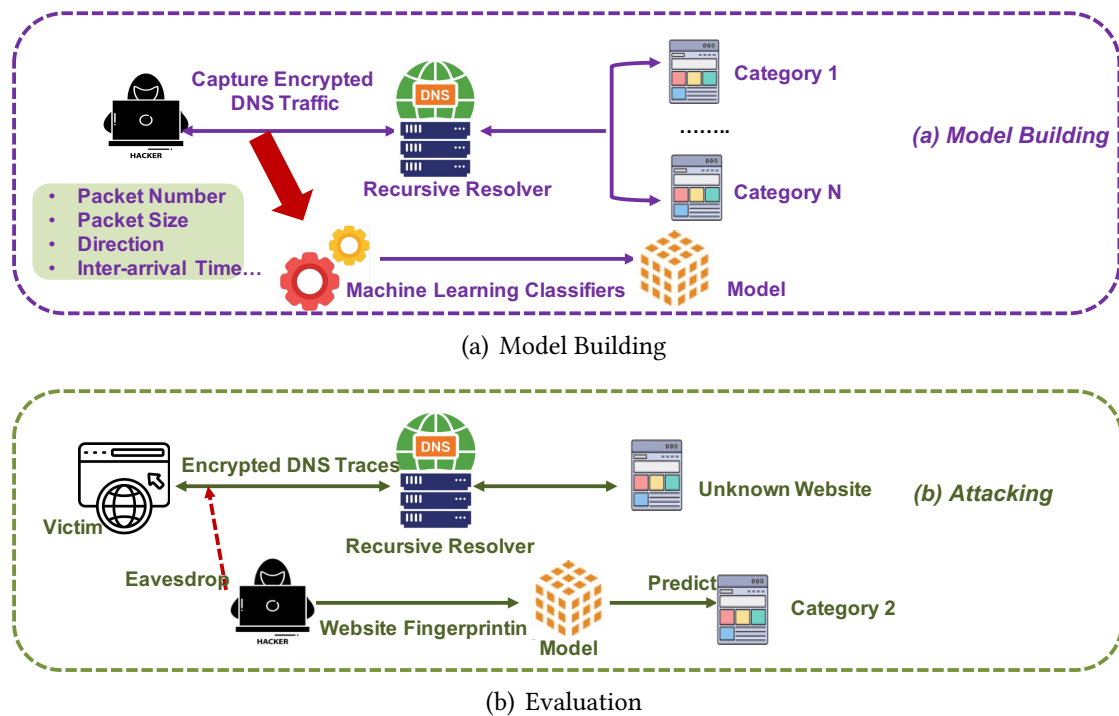 Capture Encrypted
DNS Traffic
DNS
HACKER
Recursive Resolver
Category 1
……..
Category N
(a) Model Building
• Packet Number
• Packet Size
• Direction
• Inter-arrival Time…
Machine Learning Classifiers
Model
(a) Model Building
Encrypted DNS Traces
DNS
Victim
Recursive Resolver
Unknown Website
(b) Attacking
Eavesdrop
HACKER
Website Fingerprintin
Model
Predict
Category 2
(b) Evaluation